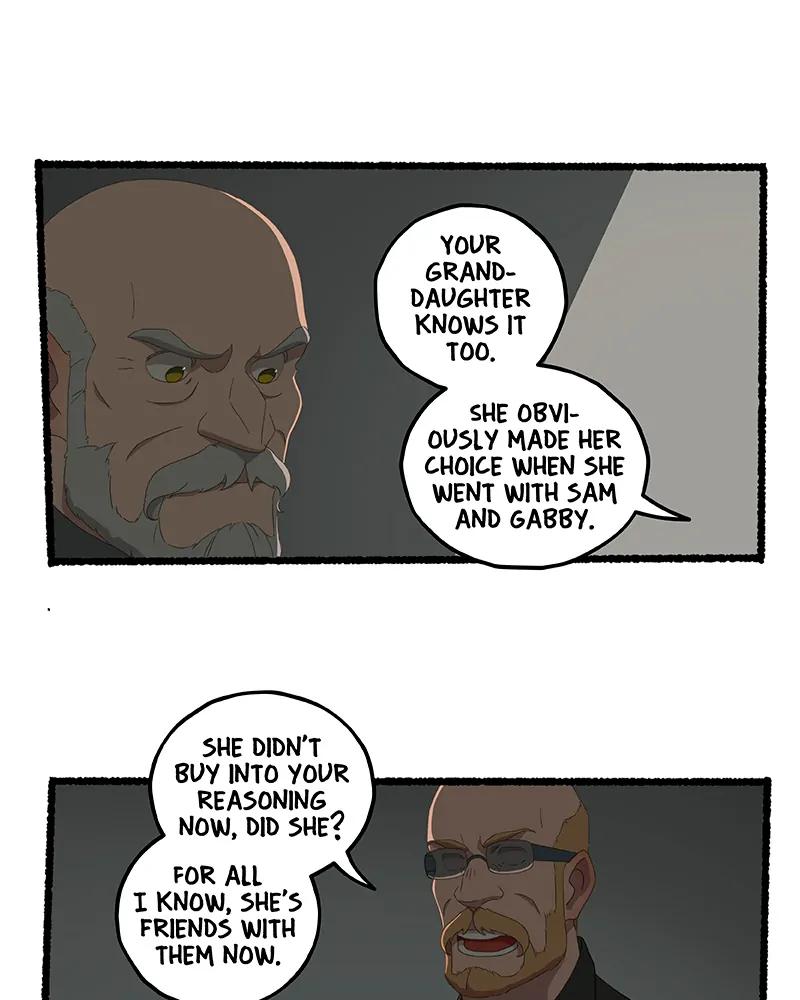 YOUR
GRAND-
DAUGHTER
KNOWS IT
TOO.
SHE OBVI-
OUSLY MADE HER
CHOICE WHEN SHE
WENT WITH SAM
AND GABBY.
SHE DIDN'T
BUY INTO YOUR
REASONING
NOW, DID SHE?
FOR ALL
I KNOW, SHE'S
FRIENDS WITH
THEM NOW.